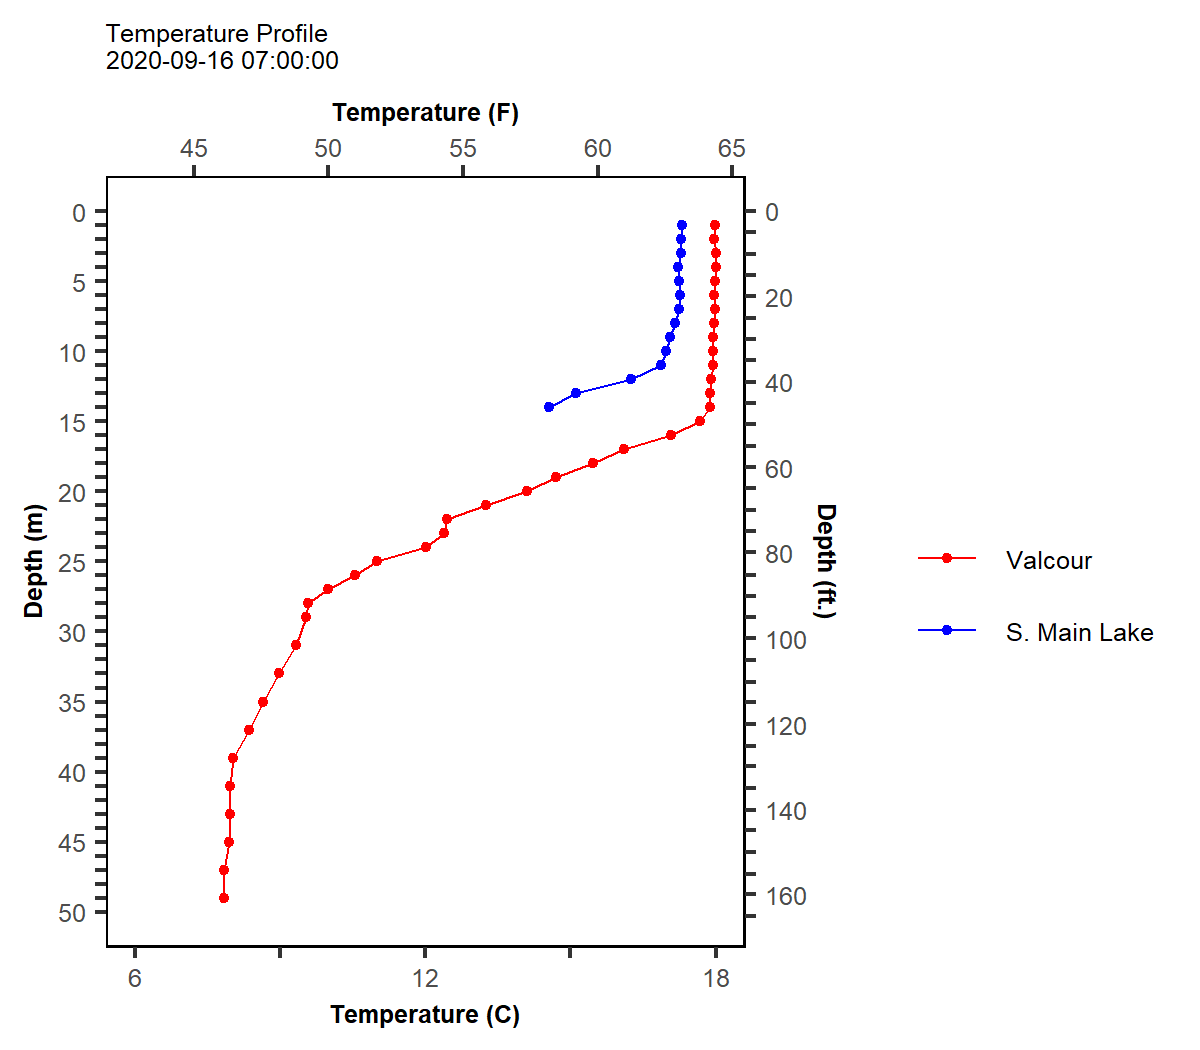 Temperature Profile
2020-09-16 07:00:00
Temperature (F)
45 50 55 60 65
0 0
5
20
10
40
15
60
20
Depth (m)
Depth (ft.)
25
80
30
100
35
120
40
140
45
160
50
6 12 18
Temperature (C)
Valcour
S. Main Lake